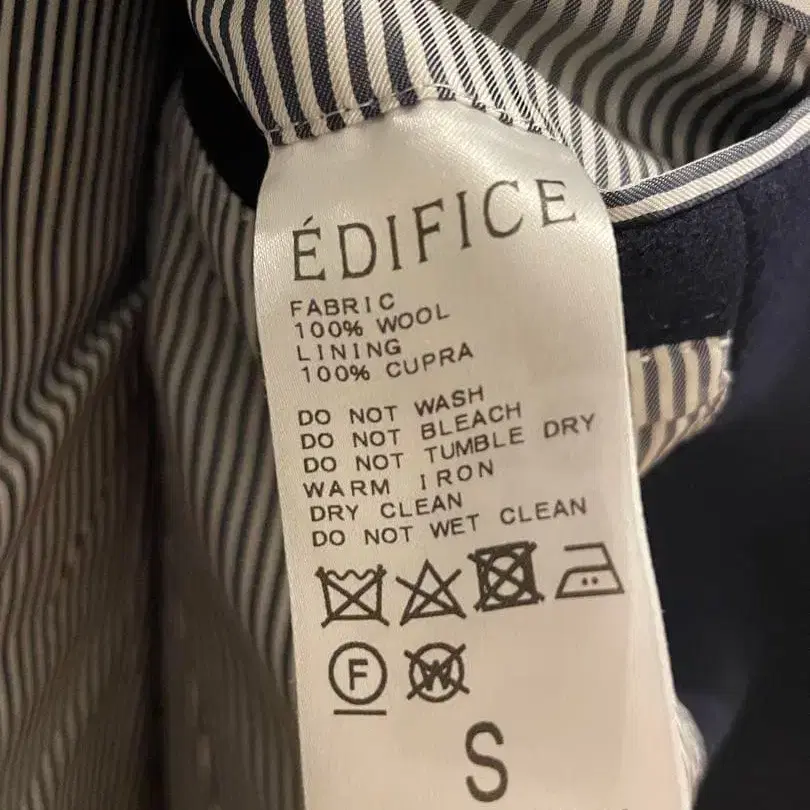 ÉDIFICE
FABRIC
100% WOOL
LINING
100% CUPRA
DO NOT WASH
DO NOT BLEACH
DO NOT TUMBLE DRY
WARM IRON
DRY CLEAN
DO NOT WET CLEAN
F W
S